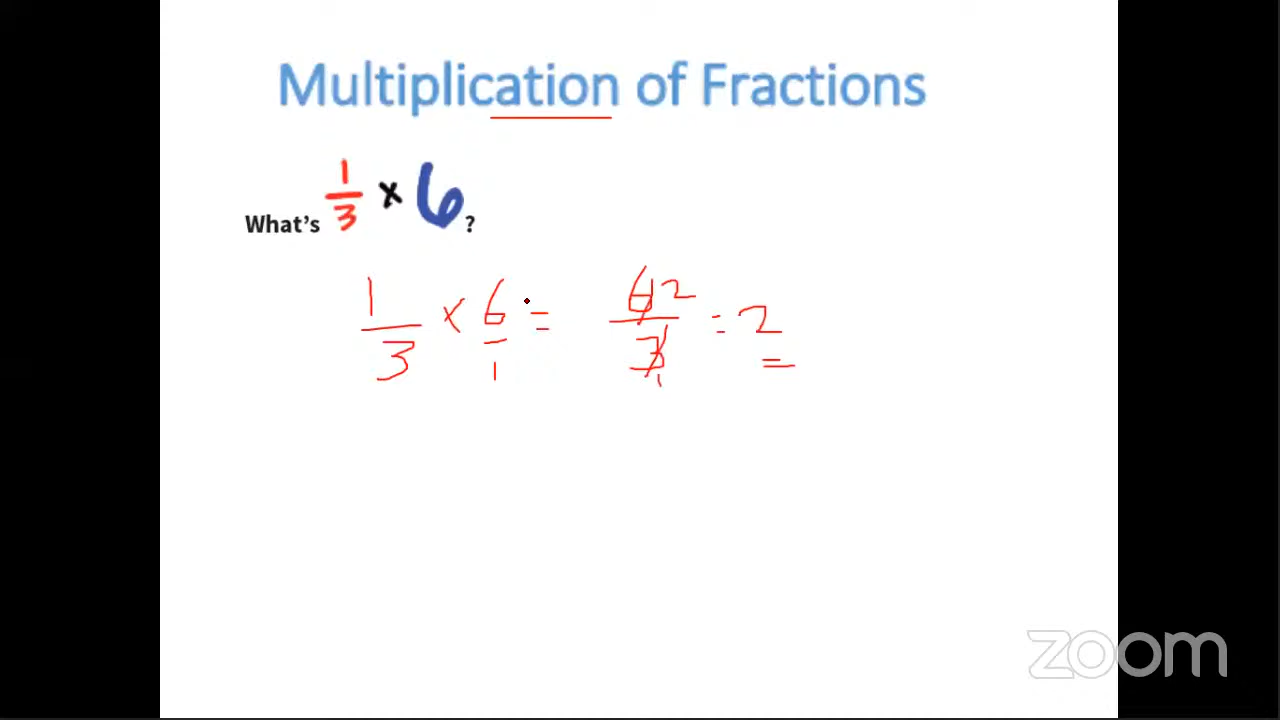 Multiplication of Fractions
What's 1/3 × 6 ?
1/3 × 6/1 = 6 2/3 1 = 2
zoom